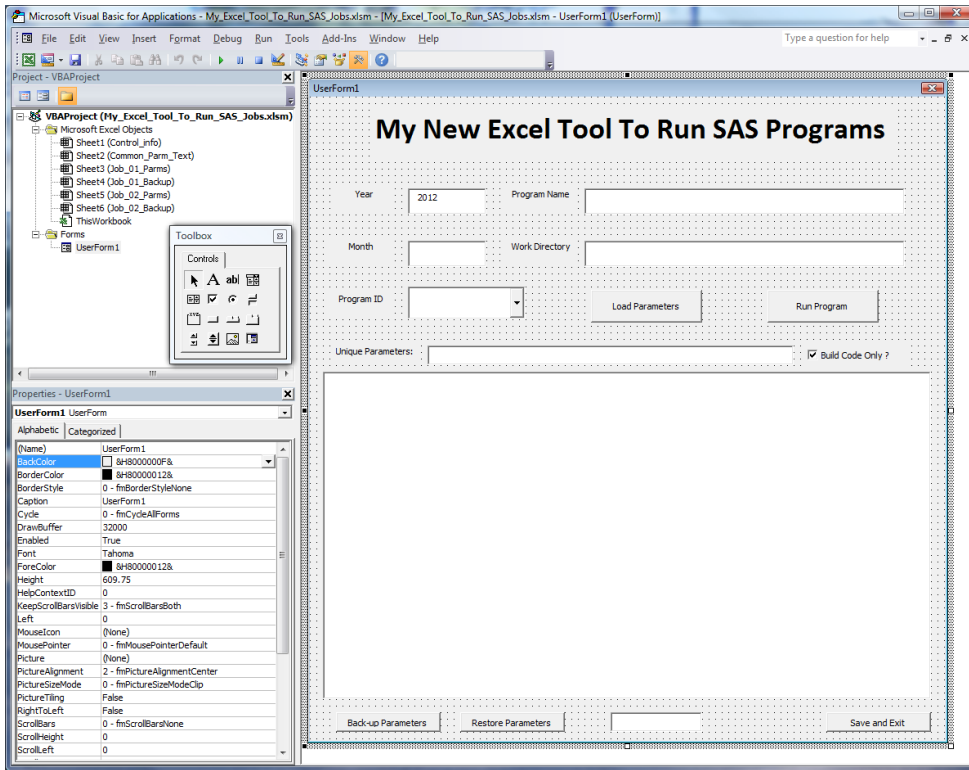 Microsoft Visual Basic for Applications - My_Excel_Tool_To_Run_SAS_Jobs.xlsm - [My_Excel_Tool_To_Run_SAS_Jobs.xlsm - UserForm1 (UserForm)]
File Edit View Insert Format Debug Run Tools Add-Ins Window Help
Type a question for help
Project - VBAProject
VBAProject (My_Excel_Tool_To_Run_SAS_Jobs.xlsm)
Microsoft Excel Objects
Sheet1 (Control_info)
Sheet2 (Common_Parm_Text)
Sheet3 (Job_01_Parms)
Sheet4 (Job_01_Backup)
Sheet5 (Job_02_Parms)
Sheet6 (Job_02_Backup)
ThisWorkbook
Forms
UserForm1
Toolbox
Controls
A abl
Properties - UserForm1
UserForm1 UserForm
Alphabetic Categorized
(Name) UserForm1
BackColor &H8000000F&
BorderColor &H80000012&
BorderStyle 0 - fmBorderStyleNone
Caption UserForm1
Cycle 0 - fmCycleAllForms
DrawBuffer 32000
Enabled True
Font Tahoma
ForeColor &H80000012&
Height 609.75
HelpContextID 0
KeepScrollBarsVisible 3 - fmScrollBarsBoth
Left 0
MouseIcon (None)
MousePointer 0 - fmMousePointerDefault
Picture (None)
PictureAlignment 2 - fmPictureAlignmentCenter
PictureSizeMode 0 - fmPictureSizeModeClip
PictureTiling False
RightToLeft False
ScrollBars 0 - fmScrollBarsNone
ScrollHeight 0
ScrollLeft 0
UserForm1
My New Excel Tool To Run SAS Programs
Year 2012 Program Name
Month Work Directory
Program ID Load Parameters Run Program
Unique Parameters: Build Code Only ?
Back-up Parameters Restore Parameters Save and Exit